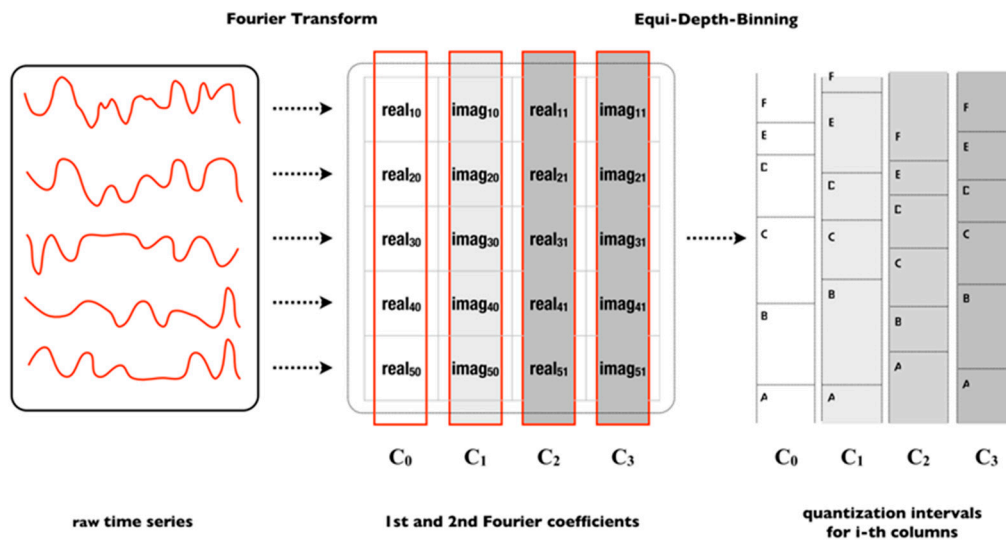 Fourier Transform
Equi-Depth-Binning
real₁₀ imag₁₀ real₁₁ imag₁₁
real₂₀ imag₂₀ real₂₁ imag₂₁
real₃₀ imag₃₀ real₃₁ imag₃₁
real₄₀ imag₄₀ real₄₁ imag₄₁
real₅₀ imag₅₀ real₅₁ imag₅₁
F
E
D
C
B
A
F
E
D
C
B
A
F
E
D
C
B
A
F
E
D
C
B
A
C₀ C₁ C₂ C₃
C₀ C₁ C₂ C₃
raw time series
1st and 2nd Fourier coefficients
quantization intervals
for i-th columns